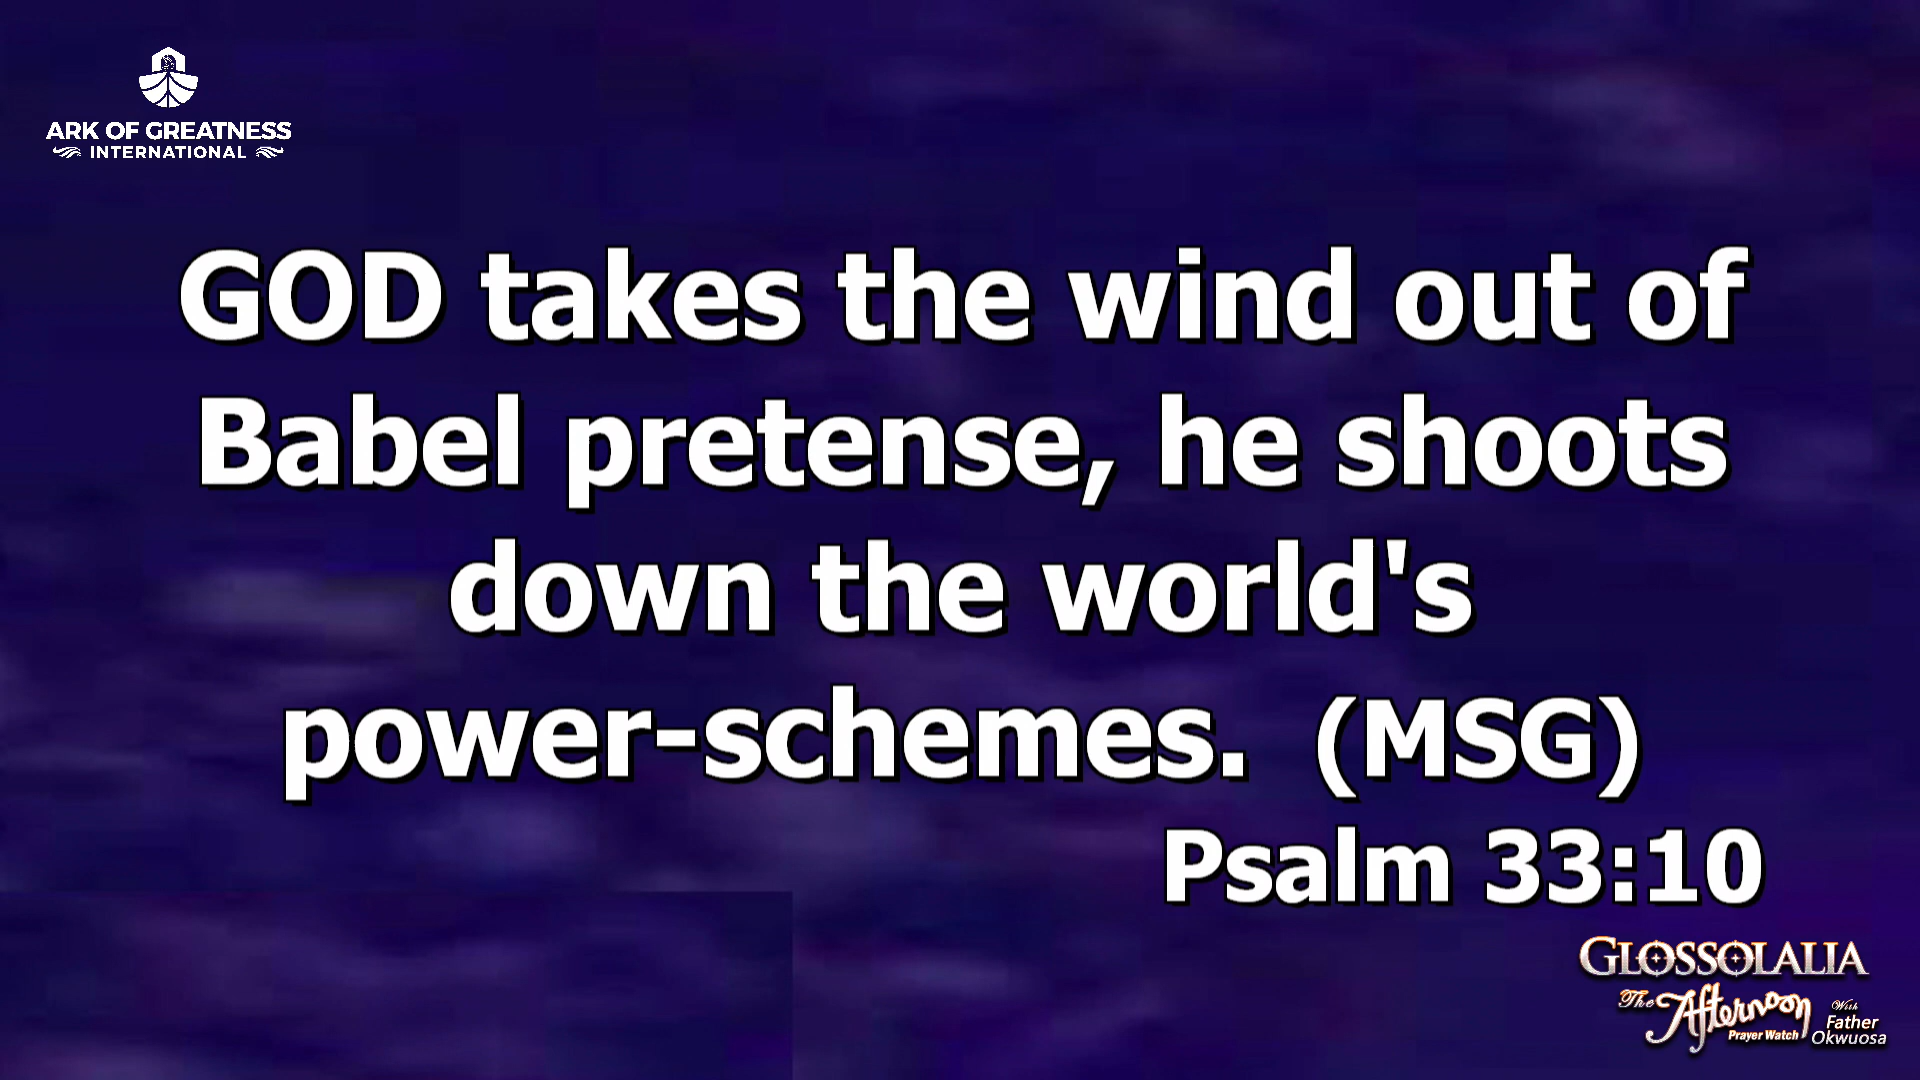 ARK OF GREATNESS
INTERNATIONAL
GOD takes the wind out of
Babel pretense, he shoots
down the world's
power-schemes.  (MSG)
Psalm 33:10
GLOSSOLALIA
The Afternoon
Prayer Watch
With
Father
Okwuosa